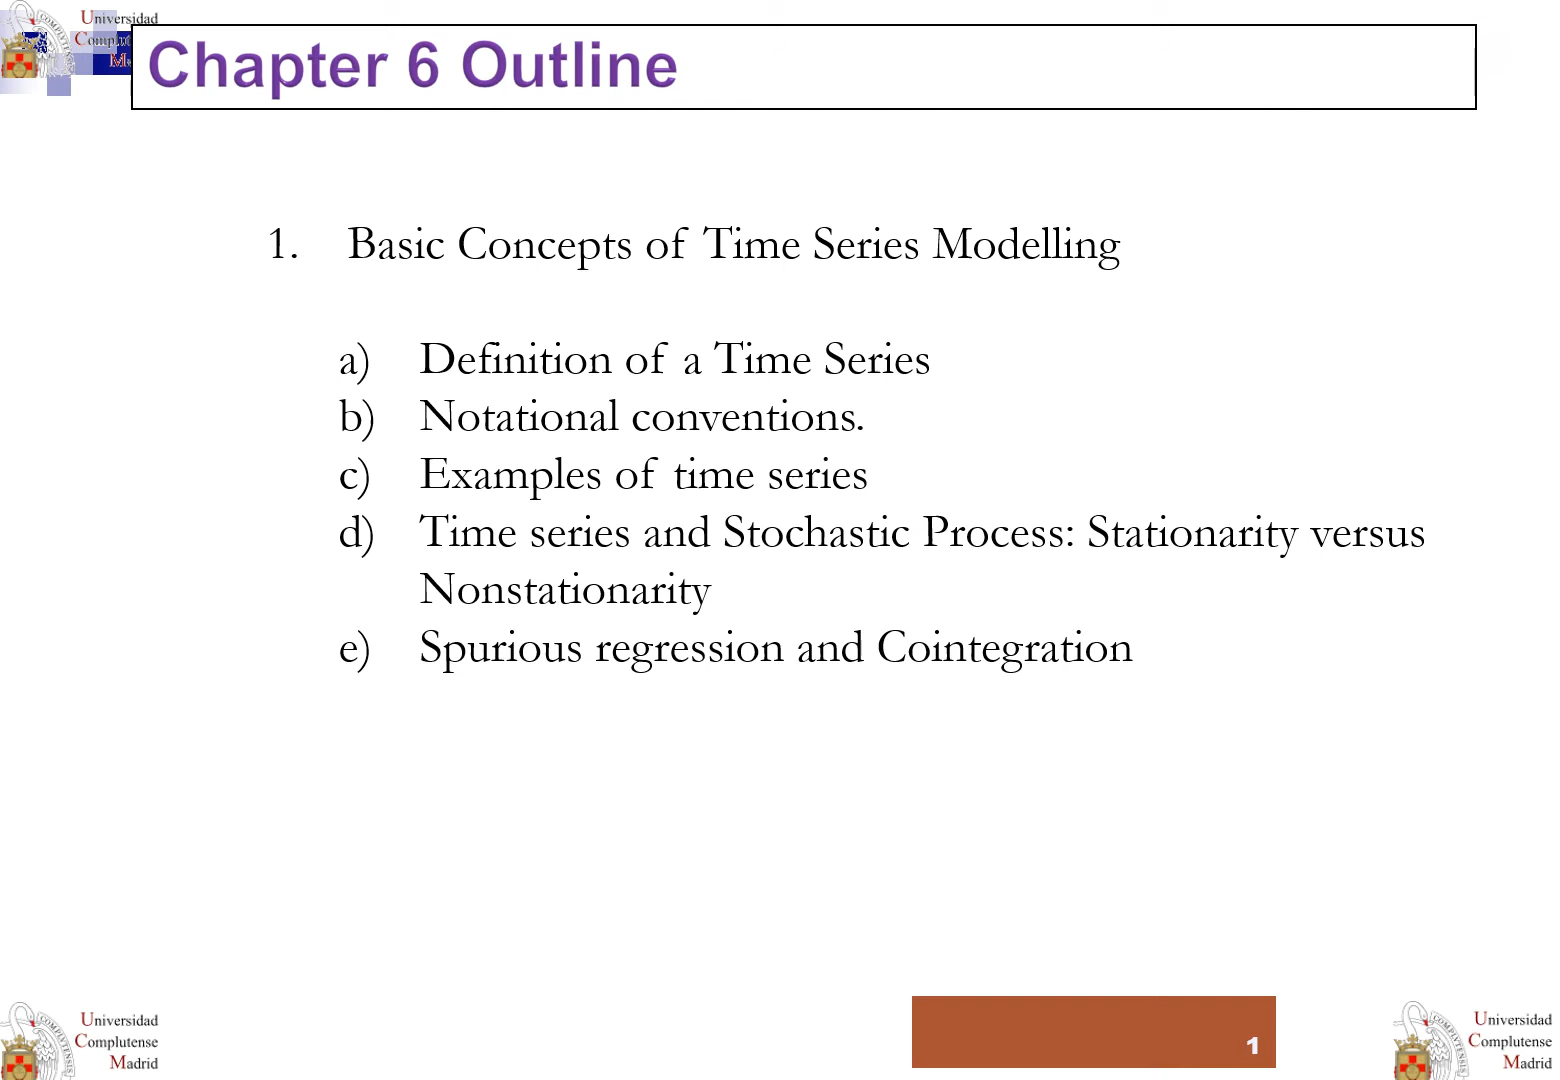 Universidad
Chapter 6 Outline
1. Basic Concepts of Time Series Modelling
a) Definition of a Time Series
b) Notational conventions.
c) Examples of time series
d) Time series and Stochastic Process: Stationarity versus
Nonstationarity
e) Spurious regression and Cointegration
Universidad
Complutense
Madrid
1
Universidad
Complutense
Madrid